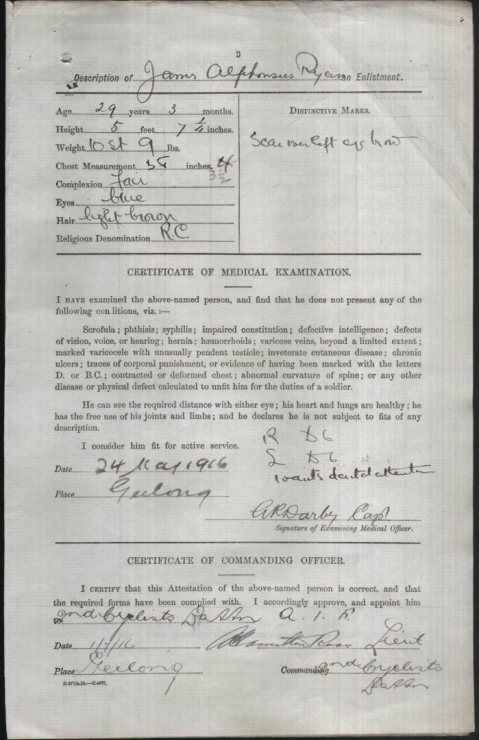 3
Description of James Alphonsus Ryan on Enlistment.
Age 29 years 3 months.
Height 5 feet 7 1/4 inches.
Weight 10 st 9 lbs.
Chest Measurement inches.
Complexion fair
Eyes blue
Hair light brown
Religious Denomination R.C
DISTINCTIVE MARKS.
Scar over left eye brow
CERTIFICATE OF MEDICAL EXAMINATION.
I HAVE examined the above-named person, and find that he does not present any of the
following conditions, viz. :—
Scrofula; phthisis; syphilis; impaired constitution; defective intelligence; defects
of vision, voice, or hearing; hernia; hæmorrhoids; varicose veins, beyond a limited extent;
marked varicocele with unusually pendent testicle; inveterate cutaneous disease; chronic
ulcers; traces of corporal punishment, or evidence of having been marked with the letters
D. or B.C.; contracted or deformed chest; abnormal curvature of spine; or any other
disease or physical defect calculated to unfit him for the duties of a soldier.
He can see the required distance with either eye; his heart and lungs are healthy; he
has the free use of his joints and limbs; and he declares he is not subject to fits of any
description.
I consider him fit for active service.
R D6
L D6
wants dental attention
Date 24 May 1916
Place Geelong
A R Darby Capt
Signature of Examining Medical Officer.
CERTIFICATE OF COMMANDING OFFICER.
I CERTIFY that this Attestation of the above-named person is correct, and that
the required forms have been complied with. I accordingly approve, and appoint him
to 2nd Cyclists Battn A. I. F.
Date 1/7/16 Hamilton Ross Lieut
Place Geelong
Commanding 2nd Cyclists
Battn